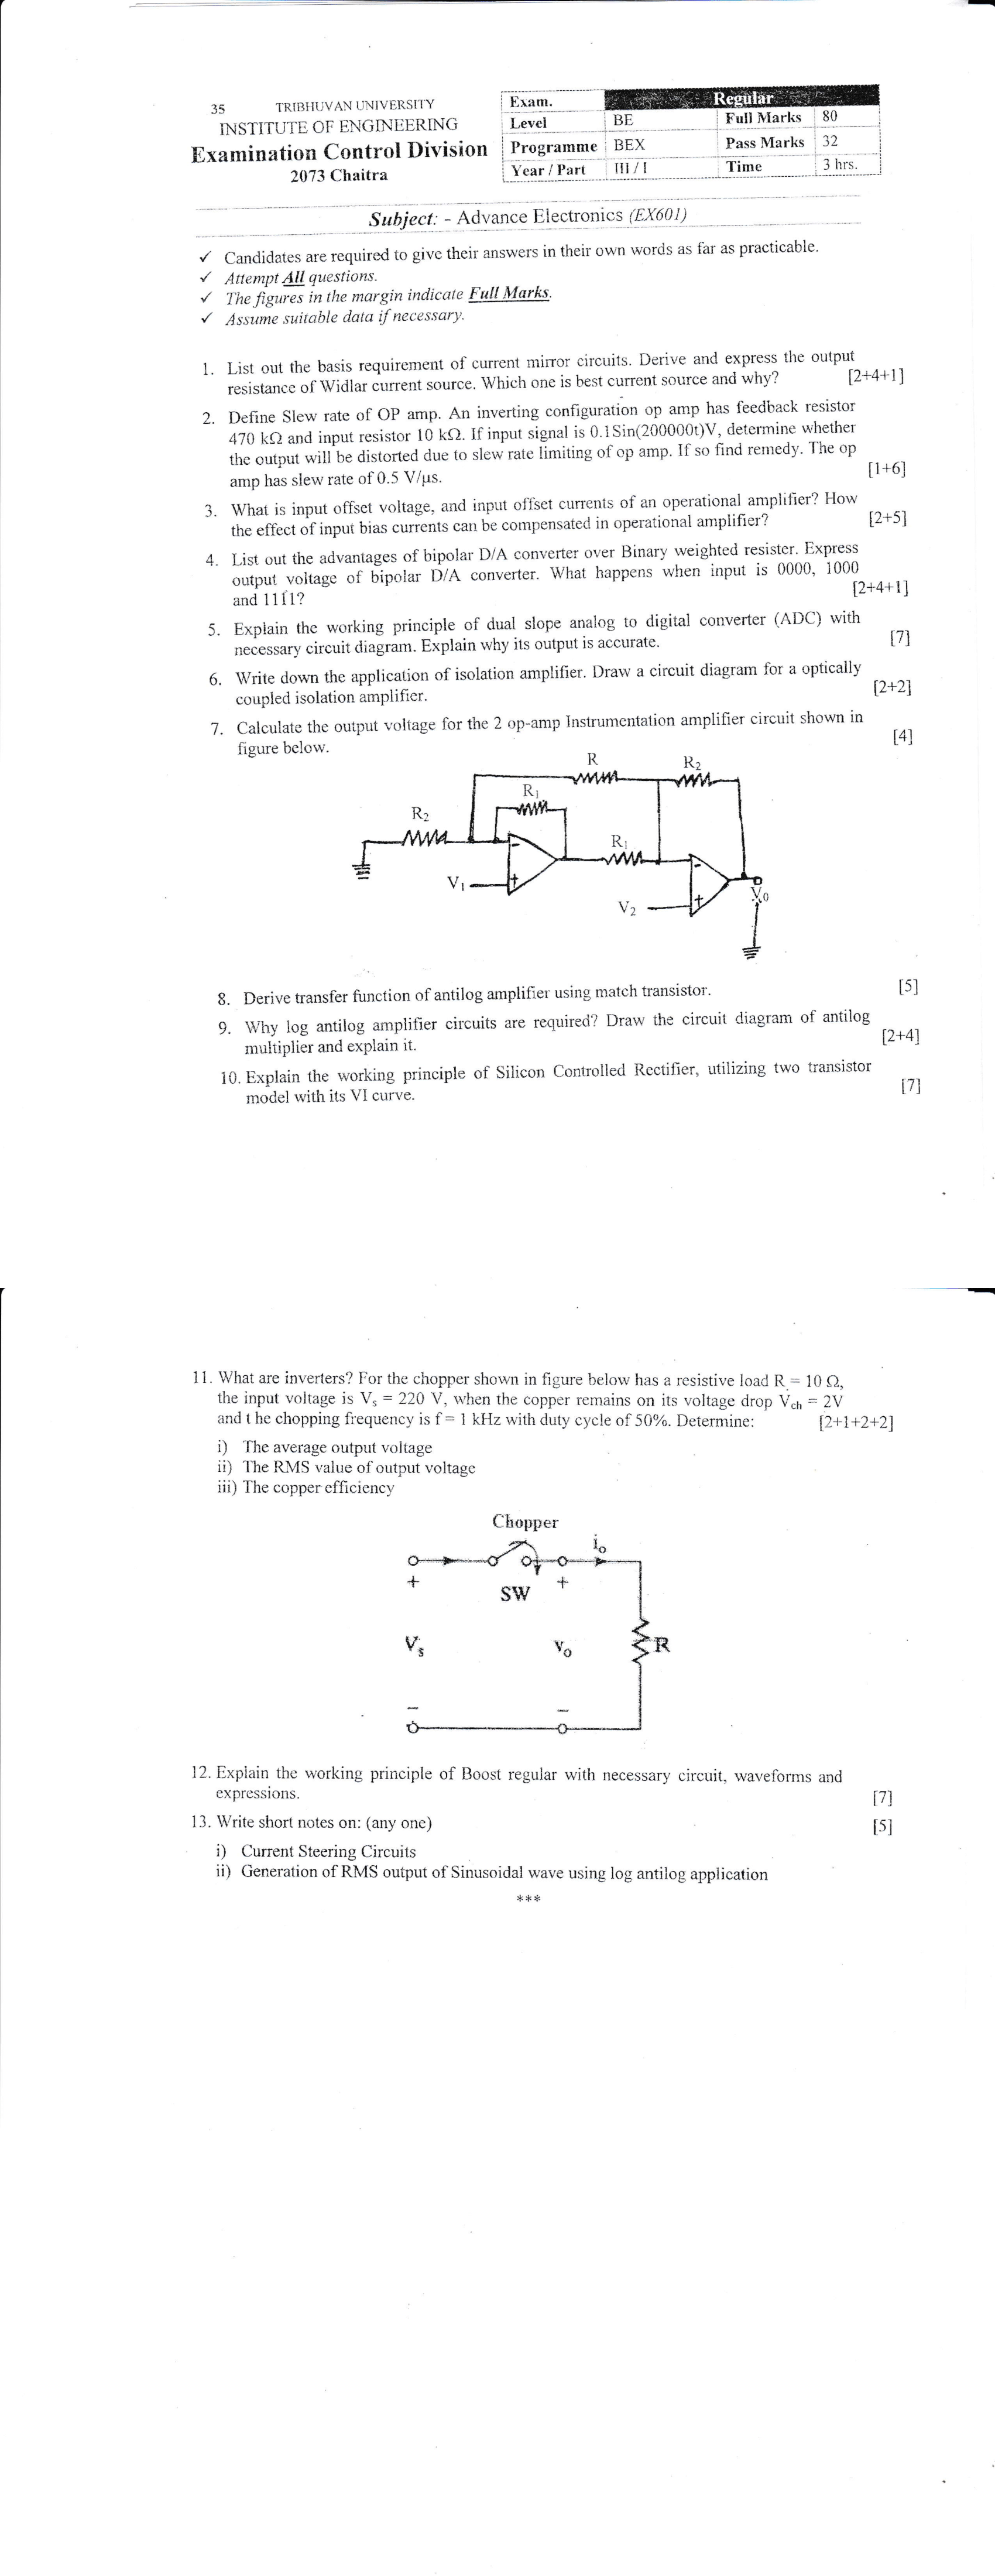 35 TRIBHUVAN UNIVERSITY
INSTITUTE OF ENGINEERING
Examination Control Division
2073 Chaitra
Exam. Regular
Level BE Full Marks 80
Programme BEX Pass Marks 32
Year / Part III / I Time 3 hrs.
Subject: - Advance Electronics (EX601)
✓ Candidates are required to give their answers in their own words as far as practicable.
✓ Attempt All questions.
✓ The figures in the margin indicate Full Marks.
✓ Assume suitable data if necessary.
1. List out the basis requirement of current mirror circuits. Derive and express the output
resistance of Widlar current source. Which one is best current source and why? [2+4+1]
2. Define Slew rate of OP amp. An inverting configuration op amp has feedback resistor
470 kΩ and input resistor 10 kΩ. If input signal is 0.1Sin(200000t)V, determine whether
the output will be distorted due to slew rate limiting of op amp. If so find remedy. The op
amp has slew rate of 0.5 V/μs. [1+6]
3. What is input offset voltage, and input offset currents of an operational amplifier? How
the effect of input bias currents can be compensated in operational amplifier? [2+5]
4. List out the advantages of bipolar D/A converter over Binary weighted resister. Express
output voltage of bipolar D/A converter. What happens when input is 0000, 1000
and 1111? [2+4+1]
5. Explain the working principle of dual slope analog to digital converter (ADC) with
necessary circuit diagram. Explain why its output is accurate. [7]
6. Write down the application of isolation amplifier. Draw a circuit diagram for a optically
coupled isolation amplifier. [2+2]
7. Calculate the output voltage for the 2 op-amp Instrumentation amplifier circuit shown in
figure below. [4]
R
R2
R1
R2
R1
V1
V2
V0
8. Derive transfer function of antilog amplifier using match transistor. [5]
9. Why log antilog amplifier circuits are required? Draw the circuit diagram of antilog
multiplier and explain it. [2+4]
10. Explain the working principle of Silicon Controlled Rectifier, utilizing two transistor
model with its VI curve. [7]
11. What are inverters? For the chopper shown in figure below has a resistive load R = 10 Ω,
the input voltage is Vs = 220 V, when the copper remains on its voltage drop Vch = 2V
and t he chopping frequency is f = 1 kHz with duty cycle of 50%. Determine: [2+1+2+2]
i) The average output voltage
ii) The RMS value of output voltage
iii) The copper efficiency
Chopper
io
+ SW +
Vs vo R
− −
12. Explain the working principle of Boost regular with necessary circuit, waveforms and
expressions. [7]
13. Write short notes on: (any one) [5]
i) Current Steering Circuits
ii) Generation of RMS output of Sinusoidal wave using log antilog application
***